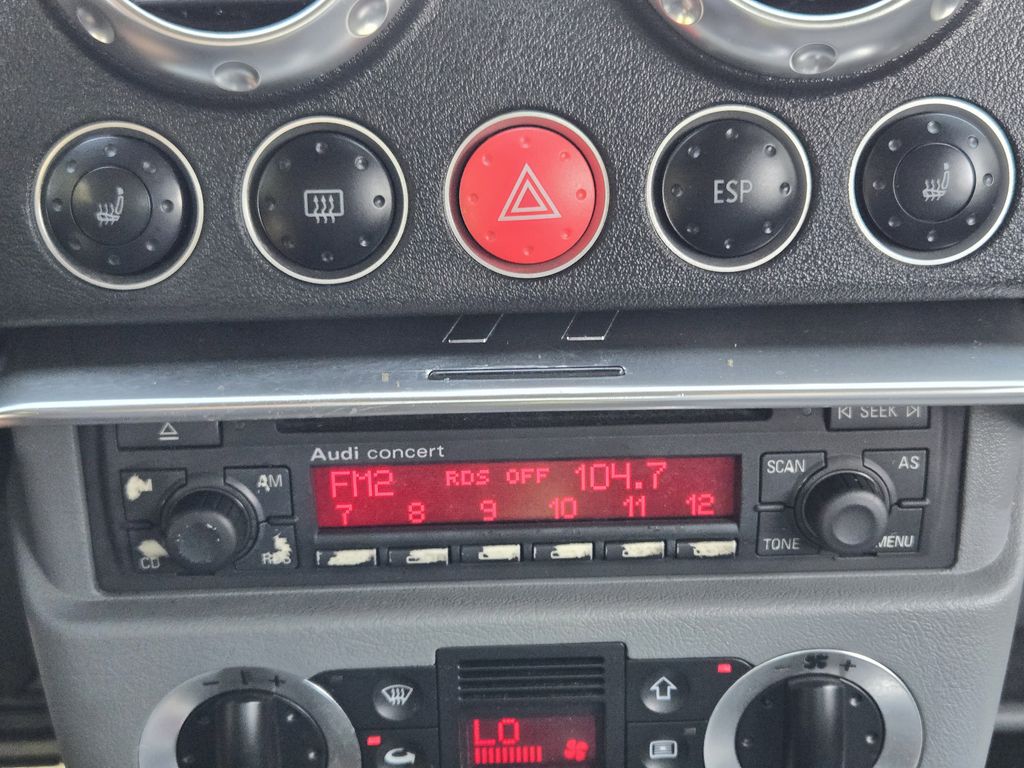 ESP
SEEK
Audi concert
AM
SCAN
AS
FM2 RDS OFF 104.7
7 8 9 10 11 12
CD
TONE
MENU
- +
- +
LO